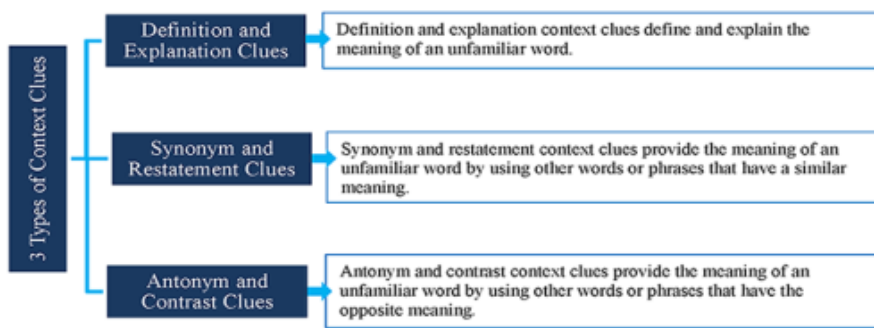 3 Types of Context Clues
Definition and
Explanation Clues
Definition and explanation context clues define and explain the
meaning of an unfamiliar word.
Synonym and
Restatement Clues
Synonym and restatement context clues provide the meaning of an
unfamiliar word by using other words or phrases that have a similar
meaning.
Antonym and
Contrast Clues
Antonym and contrast context clues provide the meaning of an
unfamiliar word by using other words or phrases that have the
opposite meaning.